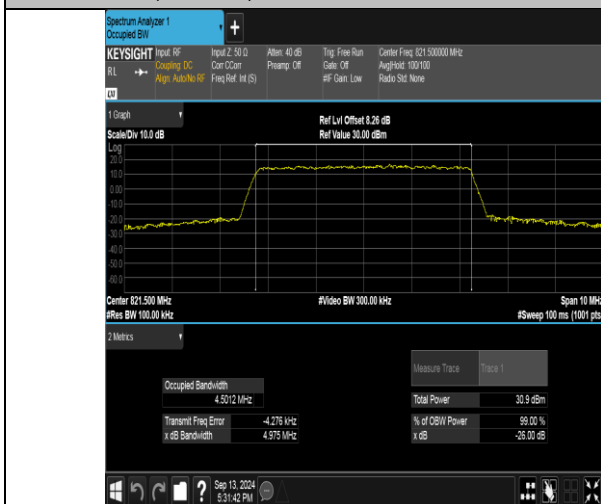 Spectrum Analyzer 1
Occupied BW
+
KEYSIGHT Input: RF Input Z: 50 Ω Atten: 40 dB Trig: Free Run Center Freq: 821.500000 MHz
RL Coupling: DC Corr CCorr Preamp: Off Gate: Off Avg|Hold: 100/100
Align: Auto/No RF Freq Ref: Int (S) #IF Gain: Low Radio Std: None
1 Graph
Ref Lvl Offset 8.26 dB
Scale/Div 10.0 dB Ref Value 30.00 dBm
Log
20.0
10.0
0.00
-10.0
-20.0
-30.0
-40.0
-50.0
-60.0
Center 821.500 MHz #Video BW 300.00 kHz Span 10 MHz
#Res BW 100.00 kHz #Sweep 100 ms (1001 pts
2 Metrics
Measure Trace Trace 1
Occupied Bandwidth
4.5012 MHz Total Power 30.9 dBm
Transmit Freq Error -4.276 kHz % of OBW Power 99.00 %
x dB Bandwidth 4.975 MHz x dB -26.00 dB
? Sep 13, 2024
5:31:42 PM